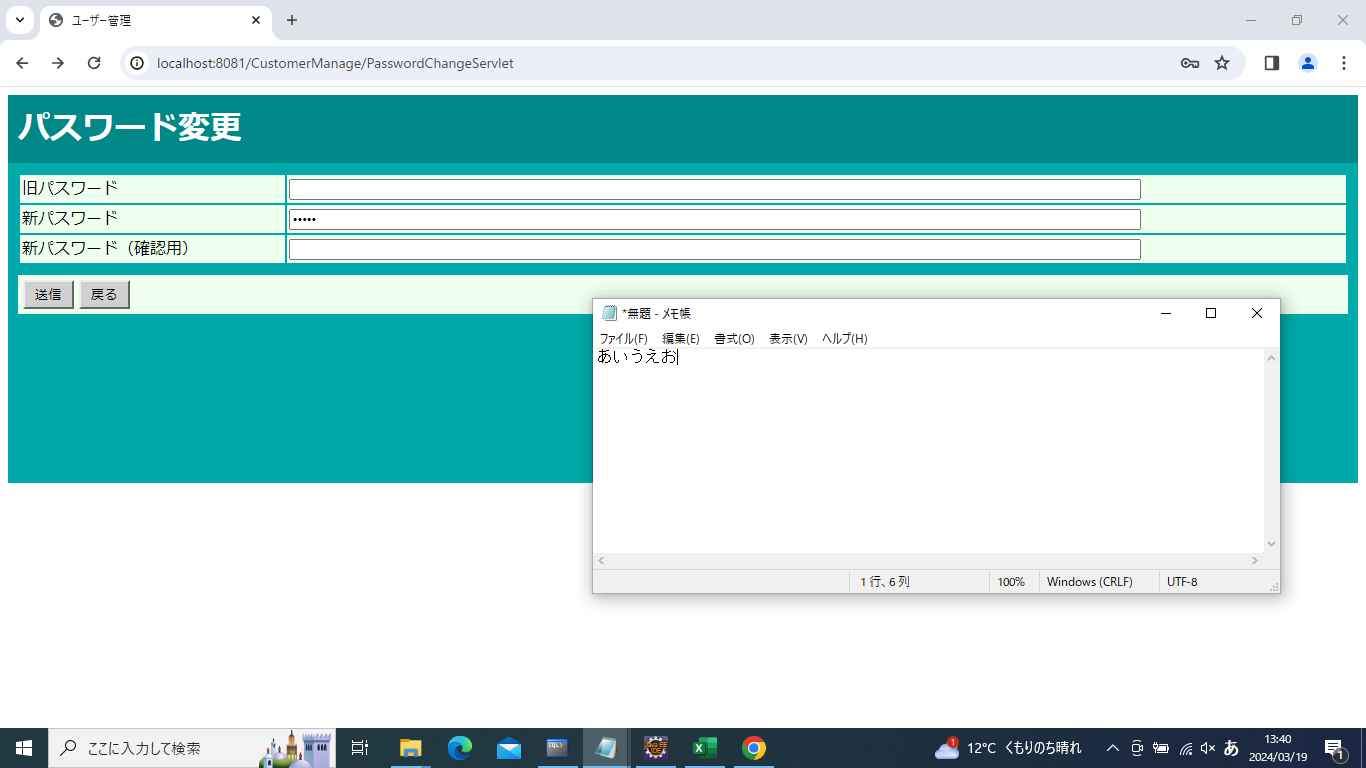 ユーザー管理
localhost:8081/CustomerManage/PasswordChangeServlet
パスワード変更
旧パスワード
新パスワード •••••
新パスワード（確認用）
送信 戻る
*無題 - メモ帳
ファイル(F) 編集(E) 書式(O) 表示(V) ヘルプ(H)
あいうえお
1 行、6 列 100% Windows (CRLF) UTF-8
ここに入力して検索
SQL>
Java EE
IDE
1
12°C くもりのち晴れ
あ
13:40
2024/03/19
1